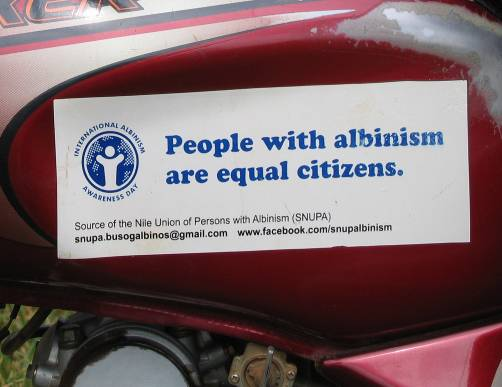 INTERNATIONAL ALBINISM
AWARENESS DAY
People with albinism
are equal citizens.
Source of the Nile Union of Persons with Albinism (SNUPA)
snupa.busogalbinos@gmail.com www.facebook.com/snupalbinism